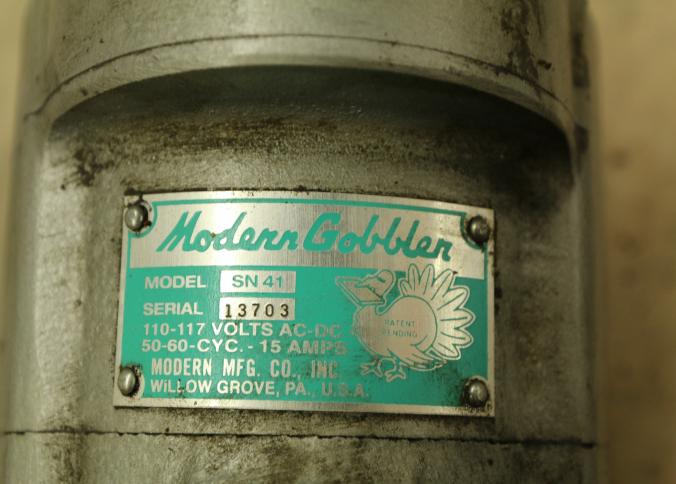 Modern Gobbler
MODEL SN 41
SERIAL 13703
110-117 VOLTS AC-DC
50-60-CYC. - 15 AMPS
MODERN MFG. CO., INC.
WILLOW GROVE, PA., U.S.A.
PATENT
PENDING